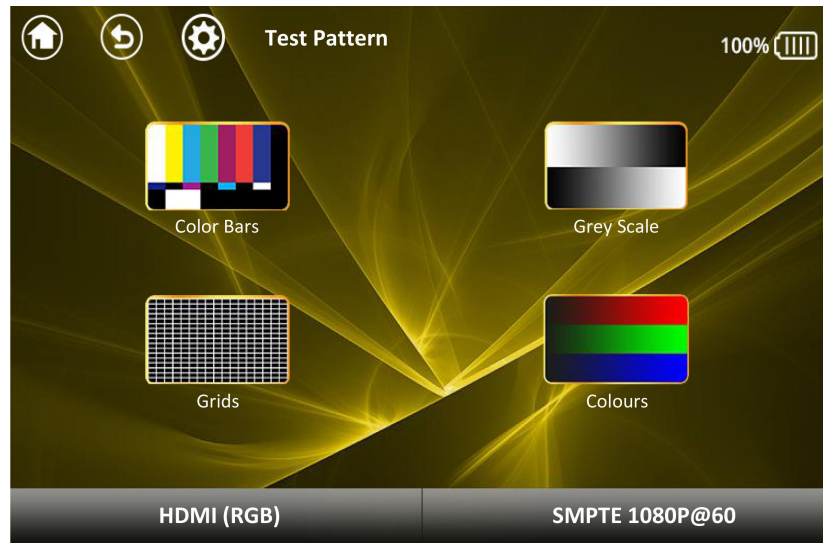 Test Pattern
100%
Color Bars
Grey Scale
Grids
Colours
HDMI (RGB)
SMPTE 1080P@60